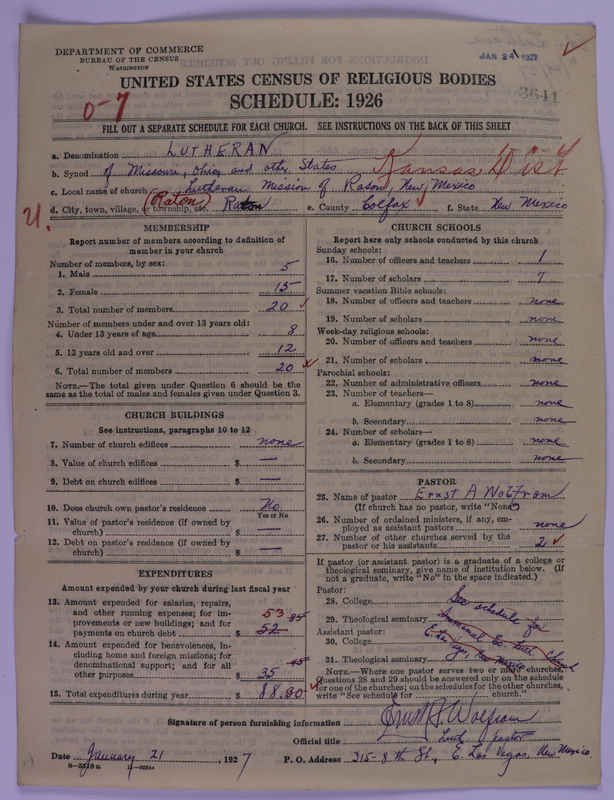 DEPARTMENT OF COMMERCE
BUREAU OF THE CENSUS
WASHINGTON
JAN 24 1927
UNITED STATES CENSUS OF RELIGIOUS BODIES
SCHEDULE: 1926
3641
0-7
FILL OUT A SEPARATE SCHEDULE FOR EACH CHURCH. SEE INSTRUCTIONS ON THE BACK OF THIS SHEET
a. Denomination LUTHERAN
b. Synod of Missouri, Ohio, and other States Kansas Dist
c. Local name of church Lutheran Mission of Raton, New Mexico
d. City, town, village, or township, etc. (Raton) Raton e. County Colfax f. State New Mexico
U.
MEMBERSHIP
Report number of members according to definition of member in your church
Number of members, by sex:
1. Male 5
2. Female 15
3. Total number of members 20
Number of members under and over 13 years old:
4. Under 13 years of age 8
5. 13 years old and over 12
6. Total number of members 20
NOTE.—The total given under Question 6 should be the same as the total of males and females given under Question 3.
CHURCH BUILDINGS
See instructions, paragraphs 10 to 12
7. Number of church edifices none
8. Value of church edifices $ —
9. Debt on church edifices $ —
10. Does church own pastor's residence No
Yes or No
11. Value of pastor's residence (if owned by church) $
12. Debt on pastor's residence (if owned by church) $ —
EXPENDITURES
Amount expended by your church during last fiscal year
13. Amount expended for salaries, repairs, and other running expenses; for improvements or new buildings; and for payments on church debt $ 53 52 85
14. Amount expended for benevolences, including home and foreign missions; for denominational support; and for all other purposes $ 35 45
15. Total expenditures during year $ 88.90
CHURCH SCHOOLS
Report here only schools conducted by this church
Sunday schools:
16. Number of officers and teachers 1
17. Number of scholars 7
Summer vacation Bible schools:
18. Number of officers and teachers none
19. Number of scholars none
Week-day religious schools:
20. Number of officers and teachers none
21. Number of scholars none
Parochial schools:
22. Number of administrative officers none
23. Number of teachers—
a. Elementary (grades 1 to 8) none
b. Secondary none
24. Number of scholars—
a. Elementary (grades 1 to 8) none
b. Secondary none
PASTOR
25. Name of pastor Ernst A Wolfram
(If church has no pastor, write "None")
26. Number of ordained ministers, if any, employed as assistant pastors none
27. Number of other churches served by the pastor or his assistants 2
If pastor (or assistant pastor) is a graduate of a college or theological seminary, give name of institution below. (If not a graduate, write "No" in the space indicated.)
Pastor:
28. College See schedule for
29. Theological seminary Immanuel Ev. Luth Church
Assistant pastor:
30. College E. Las Vegas, New Mexico
31. Theological seminary
NOTE.—Where one pastor serves two or more churches, Questions 28 and 29 should be answered only on the schedule for one of the churches; on the schedules for the other churches, write "See schedule for church."
Signature of person furnishing information Ernst A. Wolfram
Official title Luth. pastor
Date January 21, 1927 P. O. Address 315-8th St., E. Las Vegas, New Mexico.
8—5518a 11—9054a